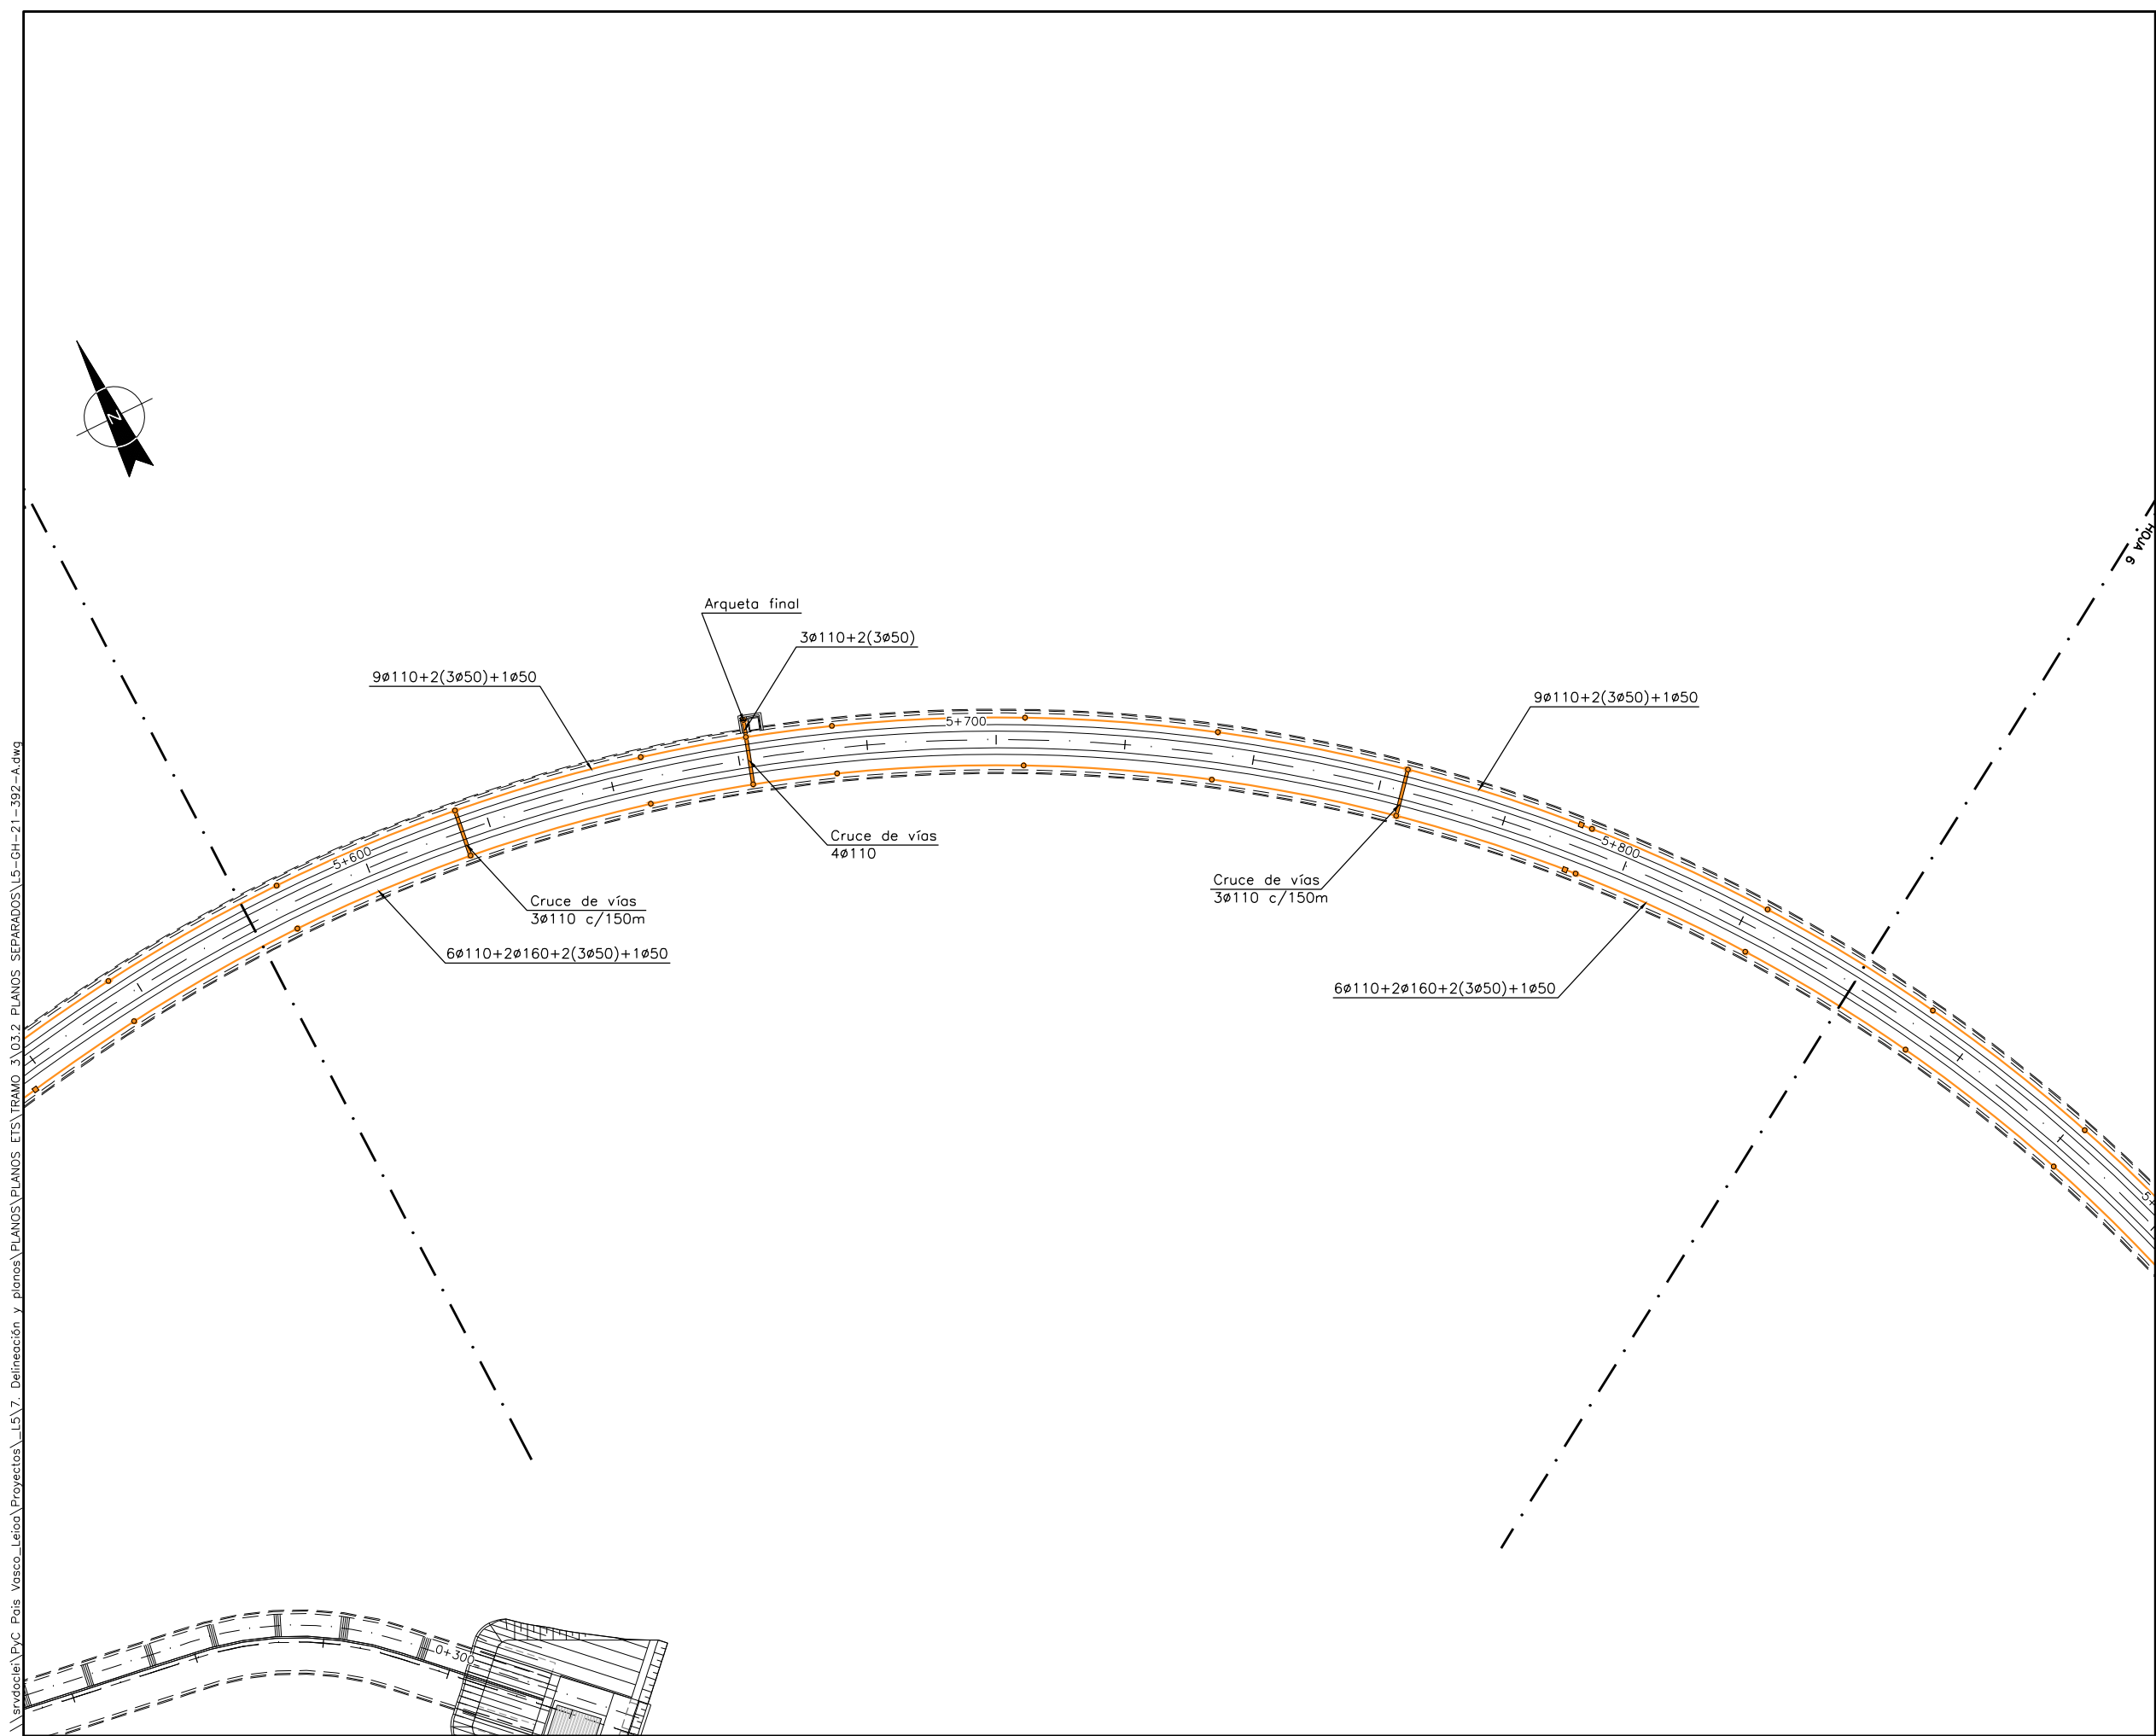 N
HOJA 6
Arqueta final
3ø110+2(3ø50)
9ø110+2(3ø50)+1ø50
9ø110+2(3ø50)+1ø50
5+700
5+600
5+800
Cruce de vías
4ø110
Cruce de vías
3ø110 c/150m
Cruce de vías
3ø110 c/150m
6ø110+2ø160+2(3ø50)+1ø50
6ø110+2ø160+2(3ø50)+1ø50
0+300
\\srvdoclei\PyC Pais Vasco_Leioa\Proyectos\_L5\7. Delineación y planos\PLANOS\PLANOS ETS\TRAMO 3\03.2 PLANOS SEPARADOS\L5-GH-21-392-A.dwg